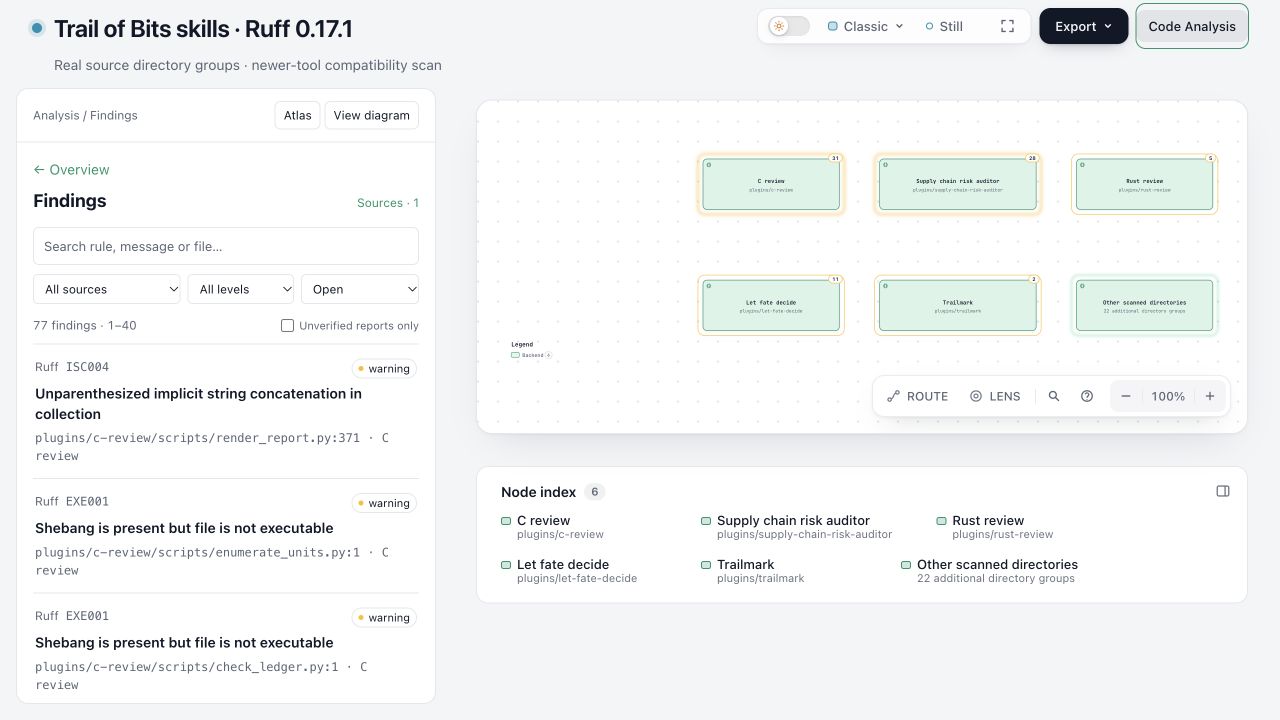 Trail of Bits skills · Ruff 0.17.1
Real source directory groups · newer-tool compatibility scan
Classic
Still
Export
Code Analysis
Analysis / Findings
Atlas
View diagram
← Overview
Findings
Sources · 1
Search rule, message or file...
All sources
All levels
Open
77 findings · 1–40
Unverified reports only
Ruff ISC004
warning
Unparenthesized implicit string concatenation in
collection
plugins/c-review/scripts/render_report.py:371 · C
review
Ruff EXE001
warning
Shebang is present but file is not executable
plugins/c-review/scripts/enumerate_units.py:1 · C
review
Ruff EXE001
warning
Shebang is present but file is not executable
plugins/c-review/scripts/check_ledger.py:1 · C
review
31
C review
plugins/c-review
28
Supply chain risk auditor
plugins/supply-chain-risk-auditor
5
Rust review
plugins/rust-review
11
Let fate decide
plugins/let-fate-decide
2
Trailmark
plugins/trailmark
Other scanned directories
22 additional directory groups
Legend
Backend 6
ROUTE
LENS
− 100% +
Node index 6
C review
plugins/c-review
Supply chain risk auditor
plugins/supply-chain-risk-auditor
Rust review
plugins/rust-review
Let fate decide
plugins/let-fate-decide
Trailmark
plugins/trailmark
Other scanned directories
22 additional directory groups